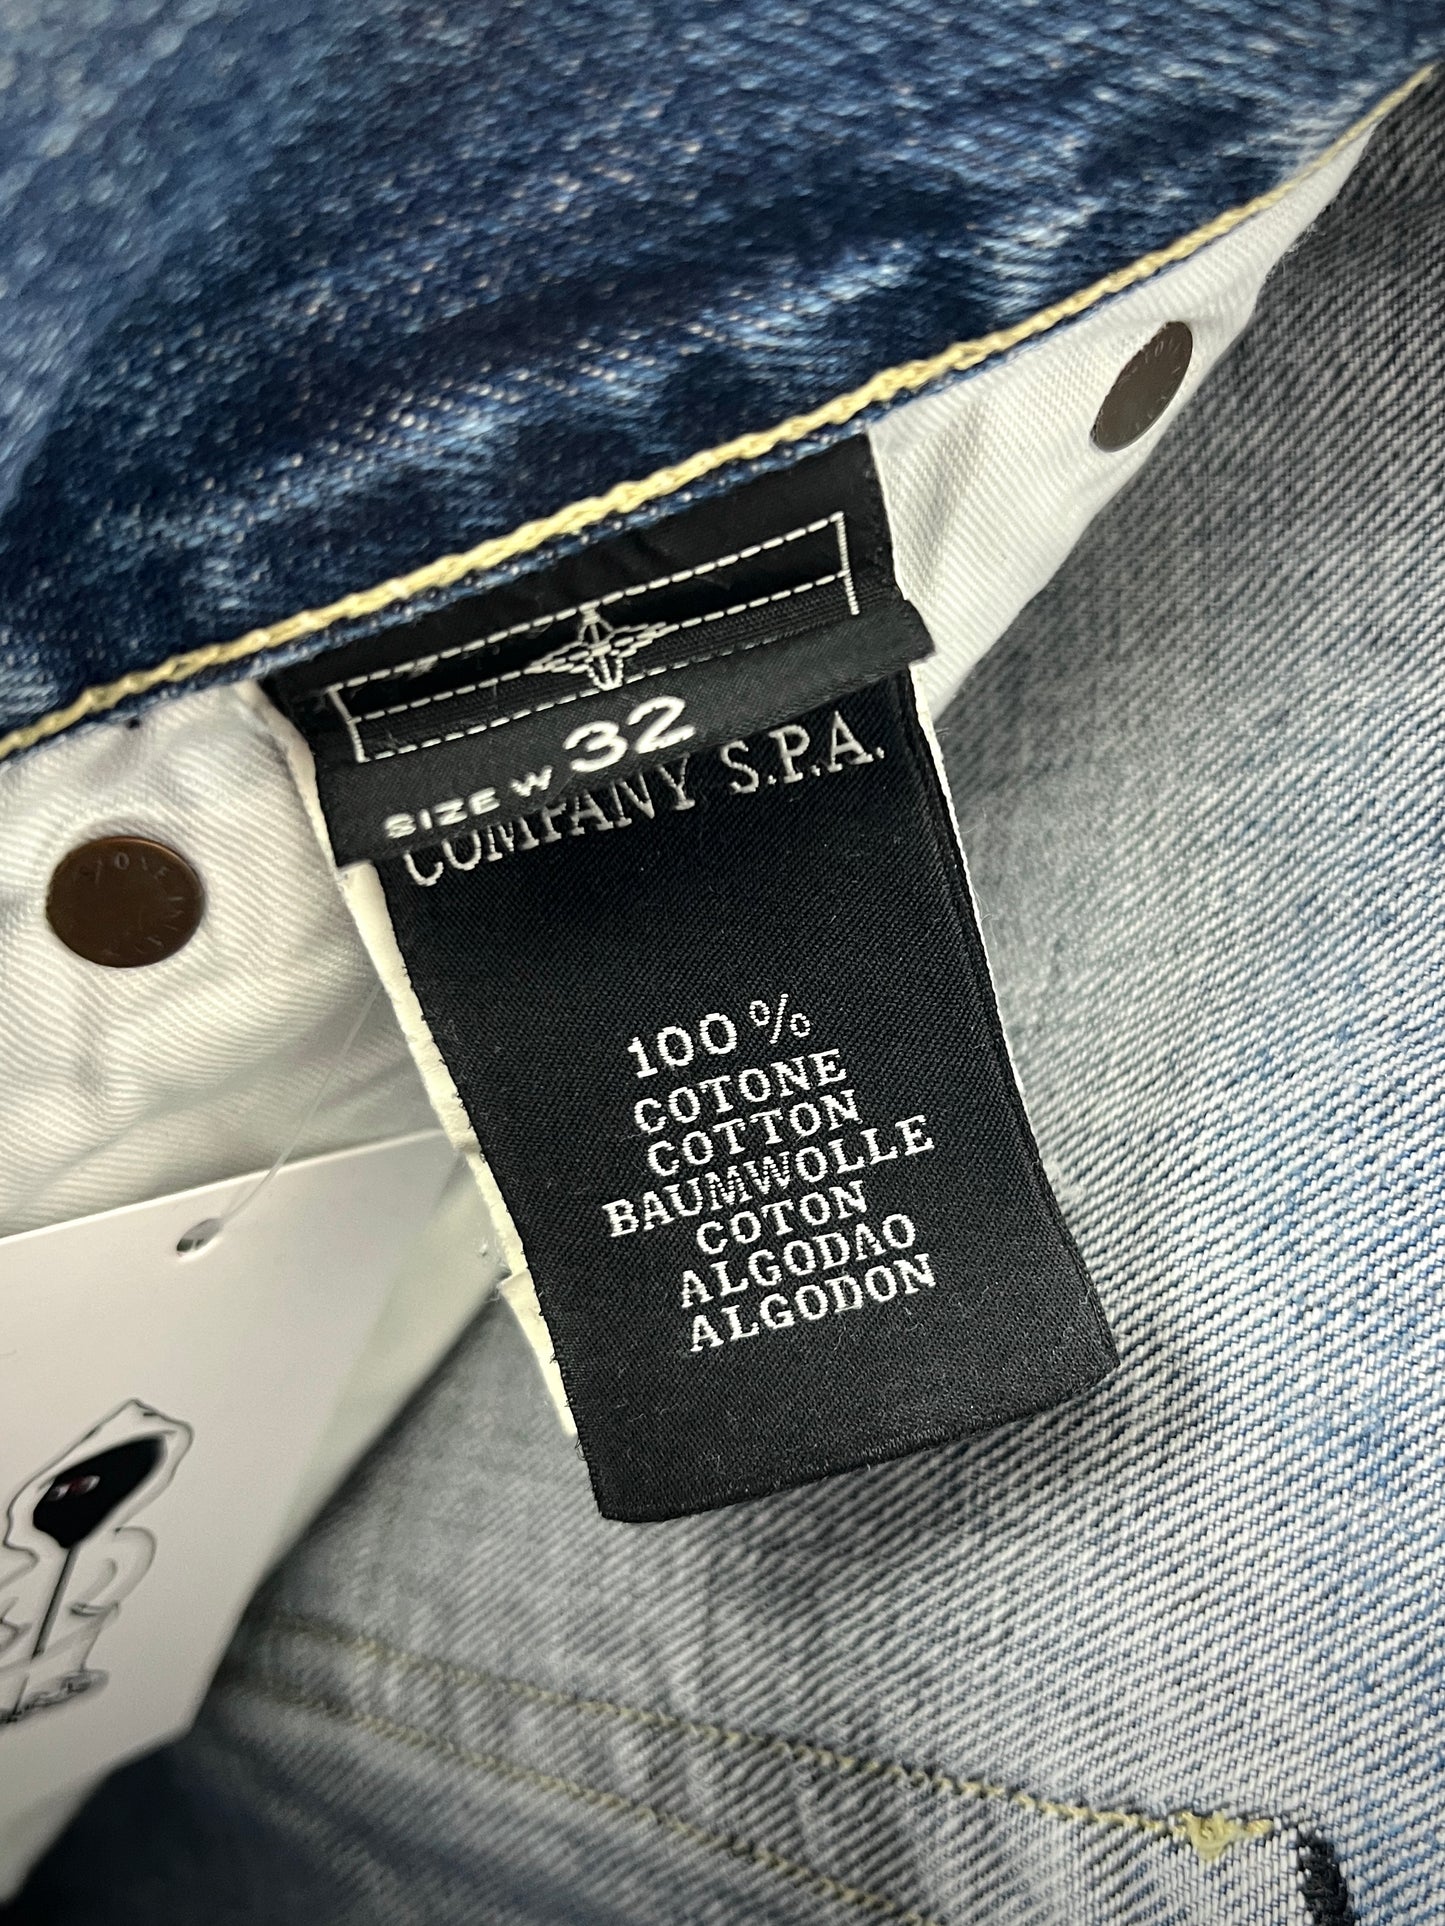 SIZE W 32
COMPANY S.P.A.
100 %
COTONE
COTTON
BAUMWOLLE
COTON
ALGODAO
ALGODON